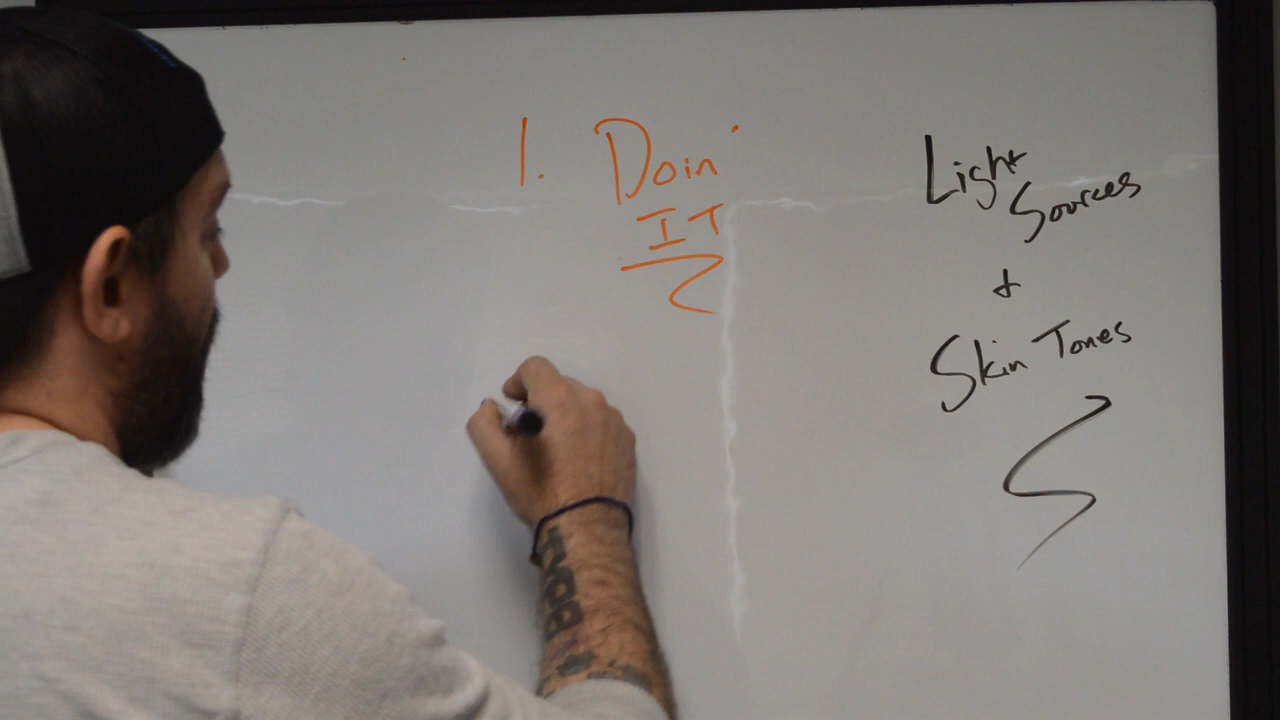 1. Doin'
IT
Light
Sources
+
Skin Tones